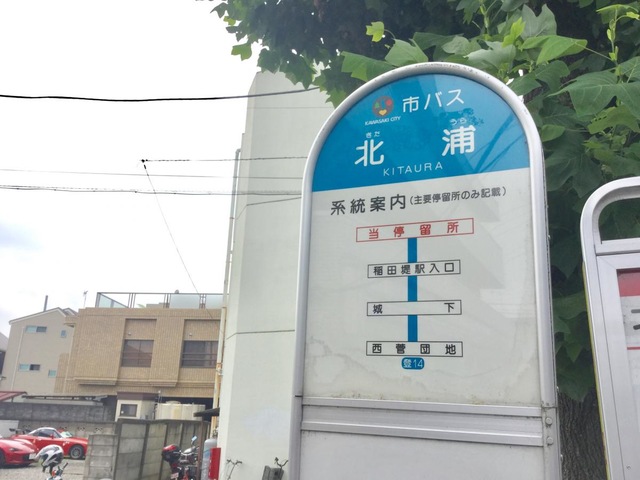 市バス
KAWASAKI CITY
きた うら
北浦
KITAURA
系統案内(主要停留所のみ記載)
当停留所
稲田堤駅入口
城下
西菅団地
登14